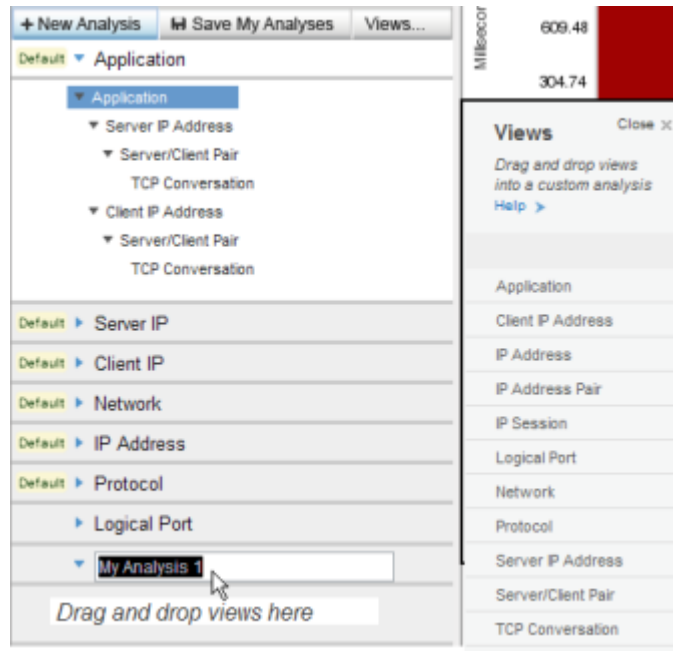 + New Analysis Save My Analyses Views...
Default Application
Application
Server IP Address
Server/Client Pair
TCP Conversation
Client IP Address
Server/Client Pair
TCP Conversation
Default Server IP
Default Client IP
Default Network
Default IP Address
Default Protocol
Logical Port
My Analysis 1
Drag and drop views here
Millisecor
609.48
304.74
Views Close X
Drag and drop views
into a custom analysis
Help >
Application
Client IP Address
IP Address
IP Address Pair
IP Session
Logical Port
Network
Protocol
Server IP Address
Server/Client Pair
TCP Conversation